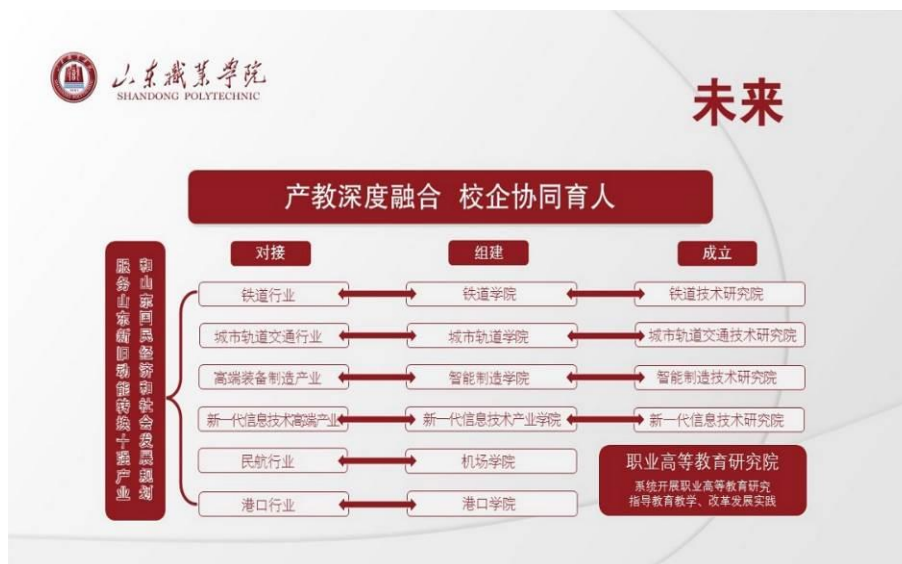 山东职业学院
SHANDONG POLYTECHNIC
未来
产教深度融合 校企协同育人
服务山东新旧动能转换十强产业
和山东国民经济和社会发展规划
对接 组建 成立
铁道行业 铁道学院 铁道技术研究院
城市轨道交通行业 城市轨道学院 城市轨道交通技术研究院
高端装备制造产业 智能制造学院 智能制造技术研究院
新一代信息技术高端产业 新一代信息技术产业学院 新一代信息技术研究院
民航行业 机场学院
港口行业 港口学院
职业高等教育研究院
系统开展职业高等教育研究
指导教育教学、改革发展实践